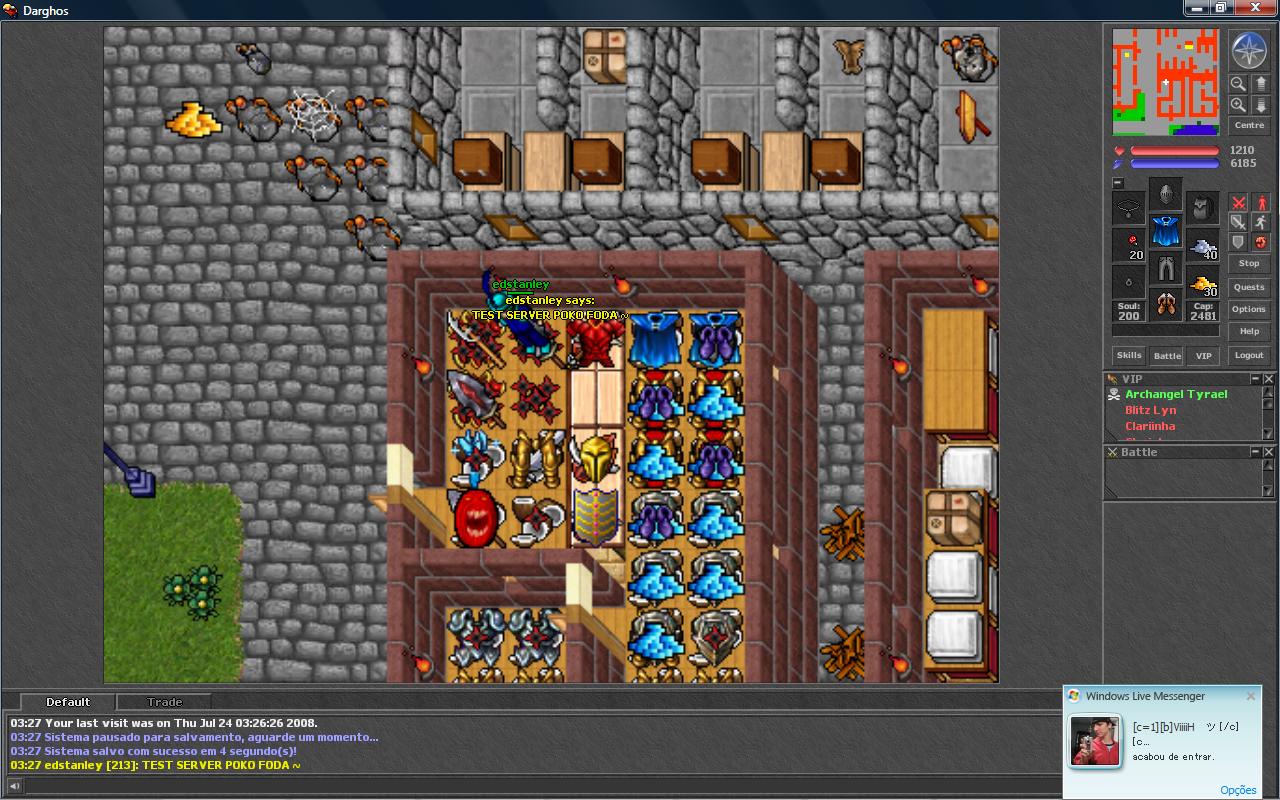 Darghos
edstanley
edstanley says:
TEST SERVER POKO FODA ~
Centre
1210
6185
20
40
30
Soul:
200
Cap:
2481
Stop
Quests
Options
Help
Skills
Battle
VIP
Logout
VIP
Archangel Tyrael
Blitz Lyn
Clariinha
Battle
Default
Trade
03:27 Your last visit was on Thu Jul 24 03:26:26 2008.
03:27 Sistema pausado para salvamento, aguarde um momento...
03:27 Sistema salvo com sucesso em 4 segundo(s)!
03:27 edstanley [213]: TEST SERVER POKO FODA ~
Windows Live Messenger
[c=1][b]ViiiiH ツ [/c]
[c...
acabou de entrar.
Opções